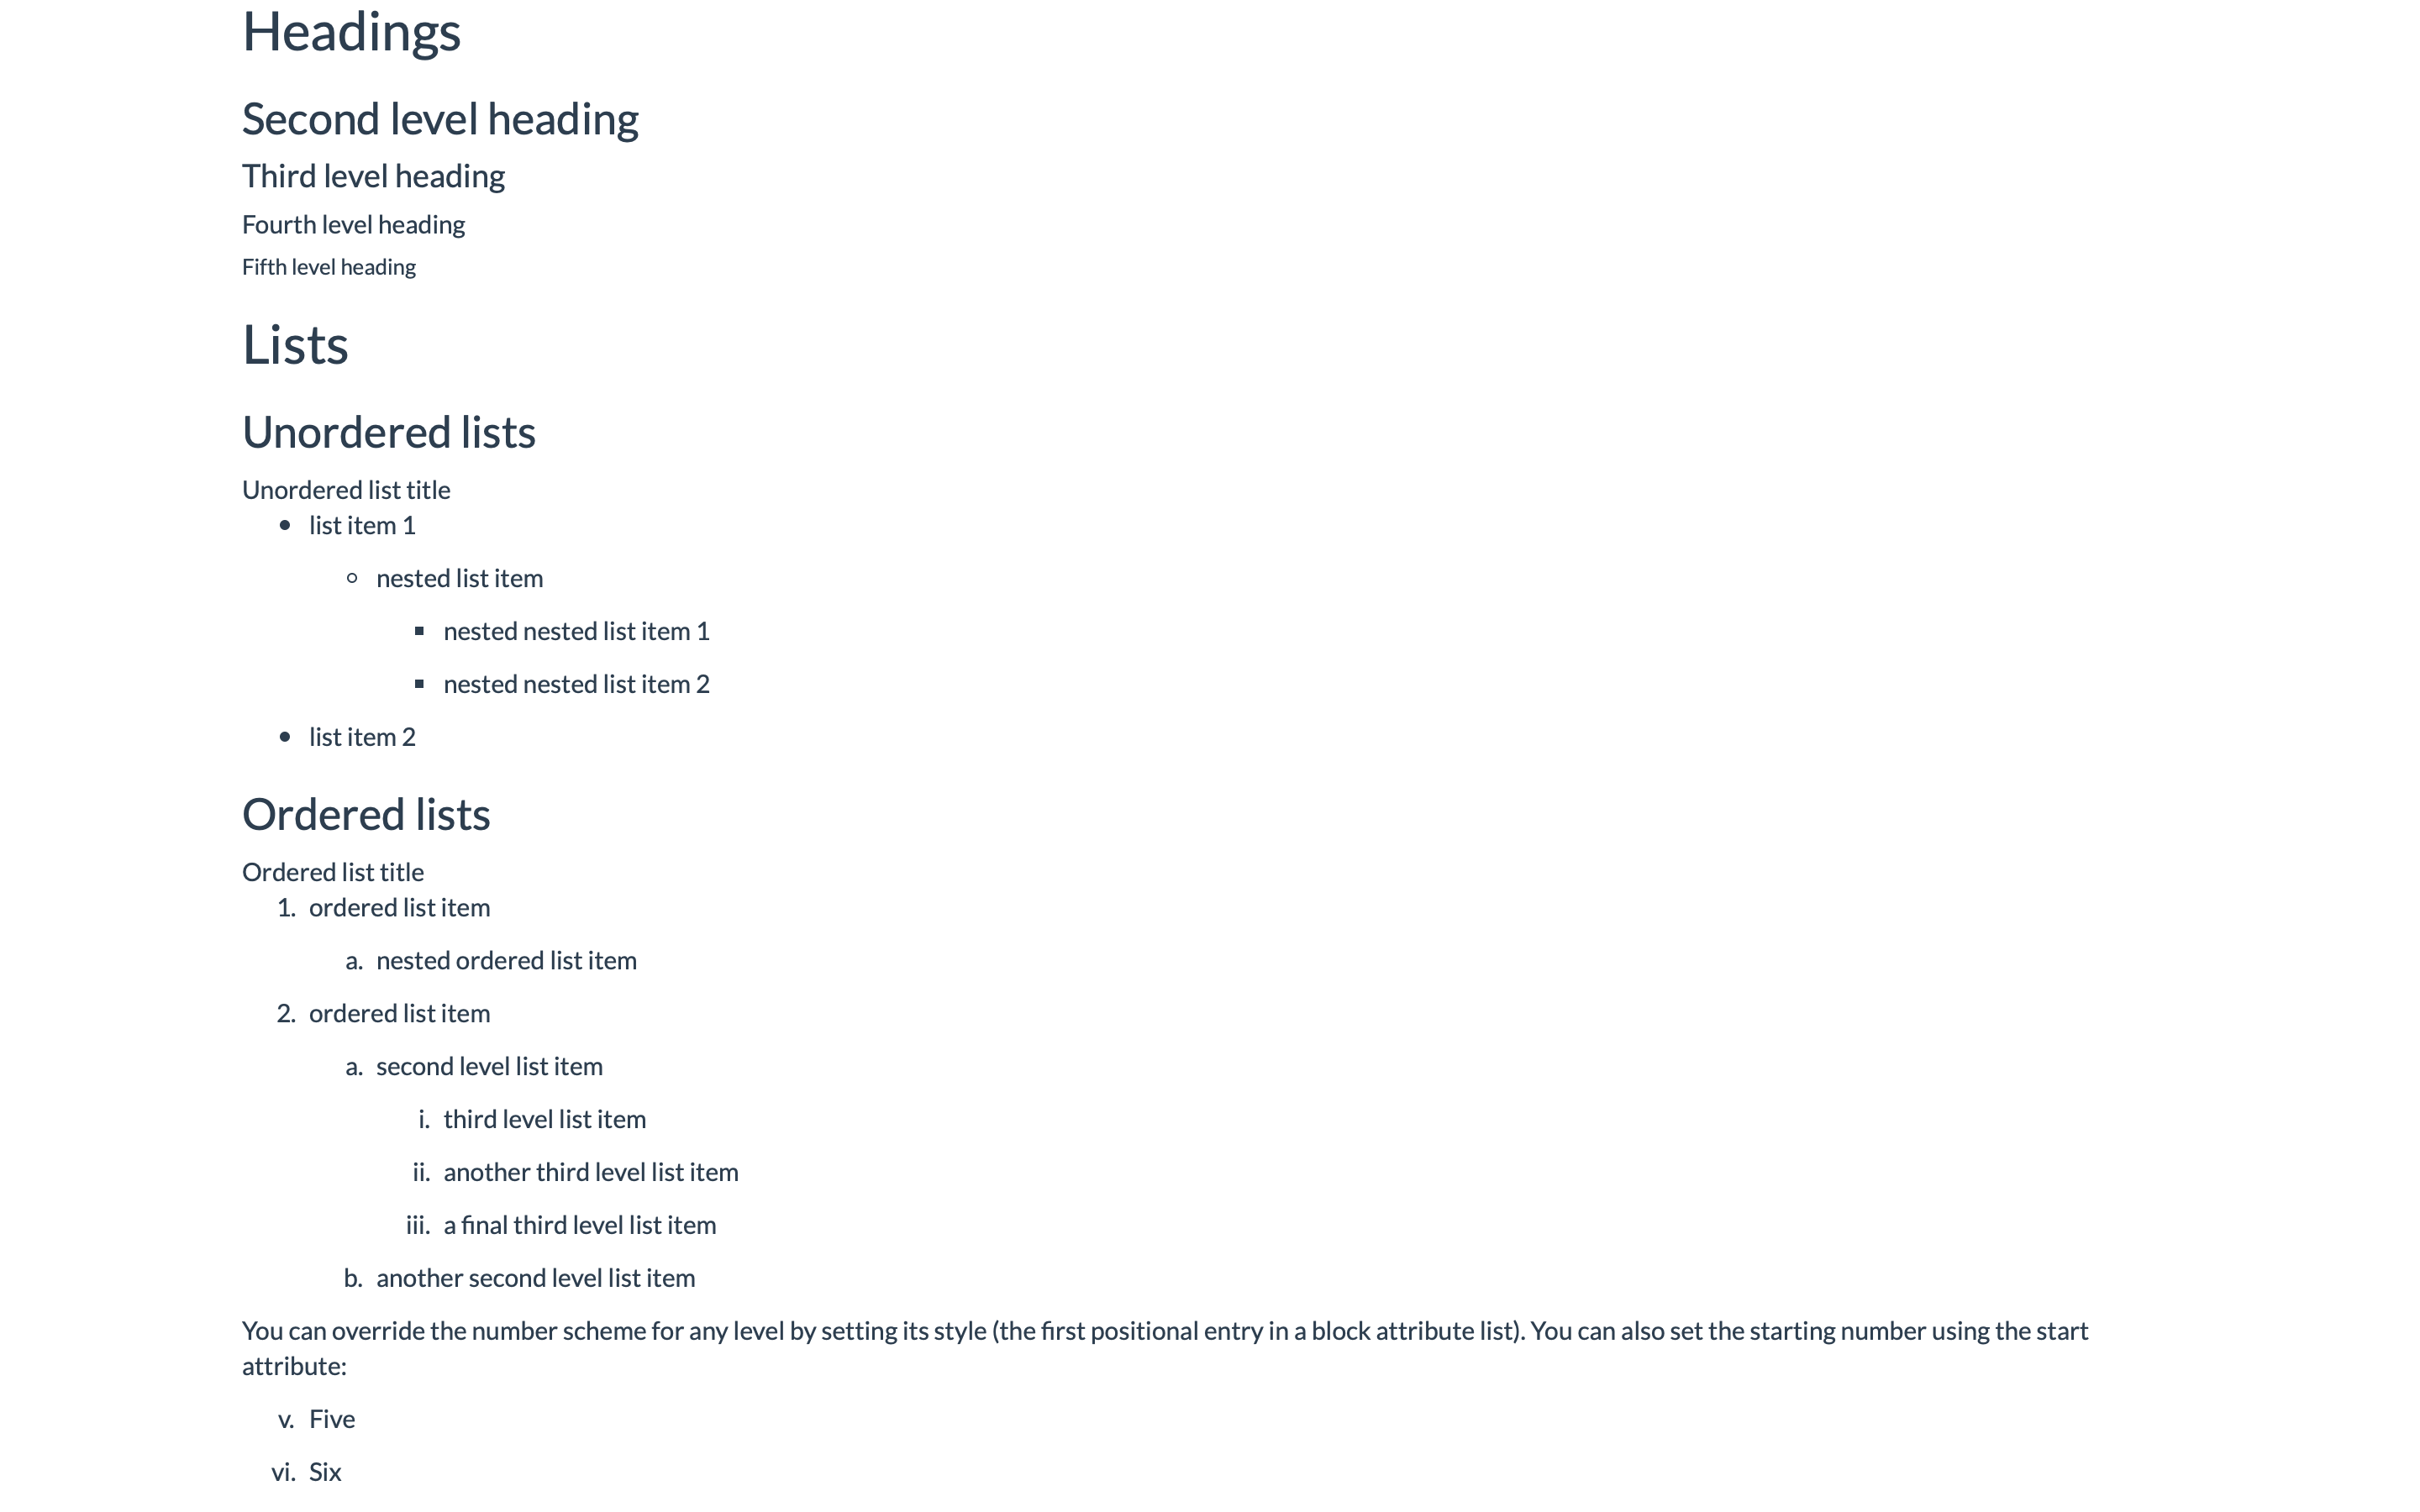 Headings
Second level heading
Third level heading
Fourth level heading
Fifth level heading
Lists
Unordered lists
Unordered list title
• list item 1
◦ nested list item
▪ nested nested list item 1
▪ nested nested list item 2
• list item 2
Ordered lists
Ordered list title
1. ordered list item
a. nested ordered list item
2. ordered list item
a. second level list item
i. third level list item
ii. another third level list item
iii. a final third level list item
b. another second level list item
You can override the number scheme for any level by setting its style (the first positional entry in a block attribute list). You can also set the starting number using the start
attribute:
v. Five
vi. Six